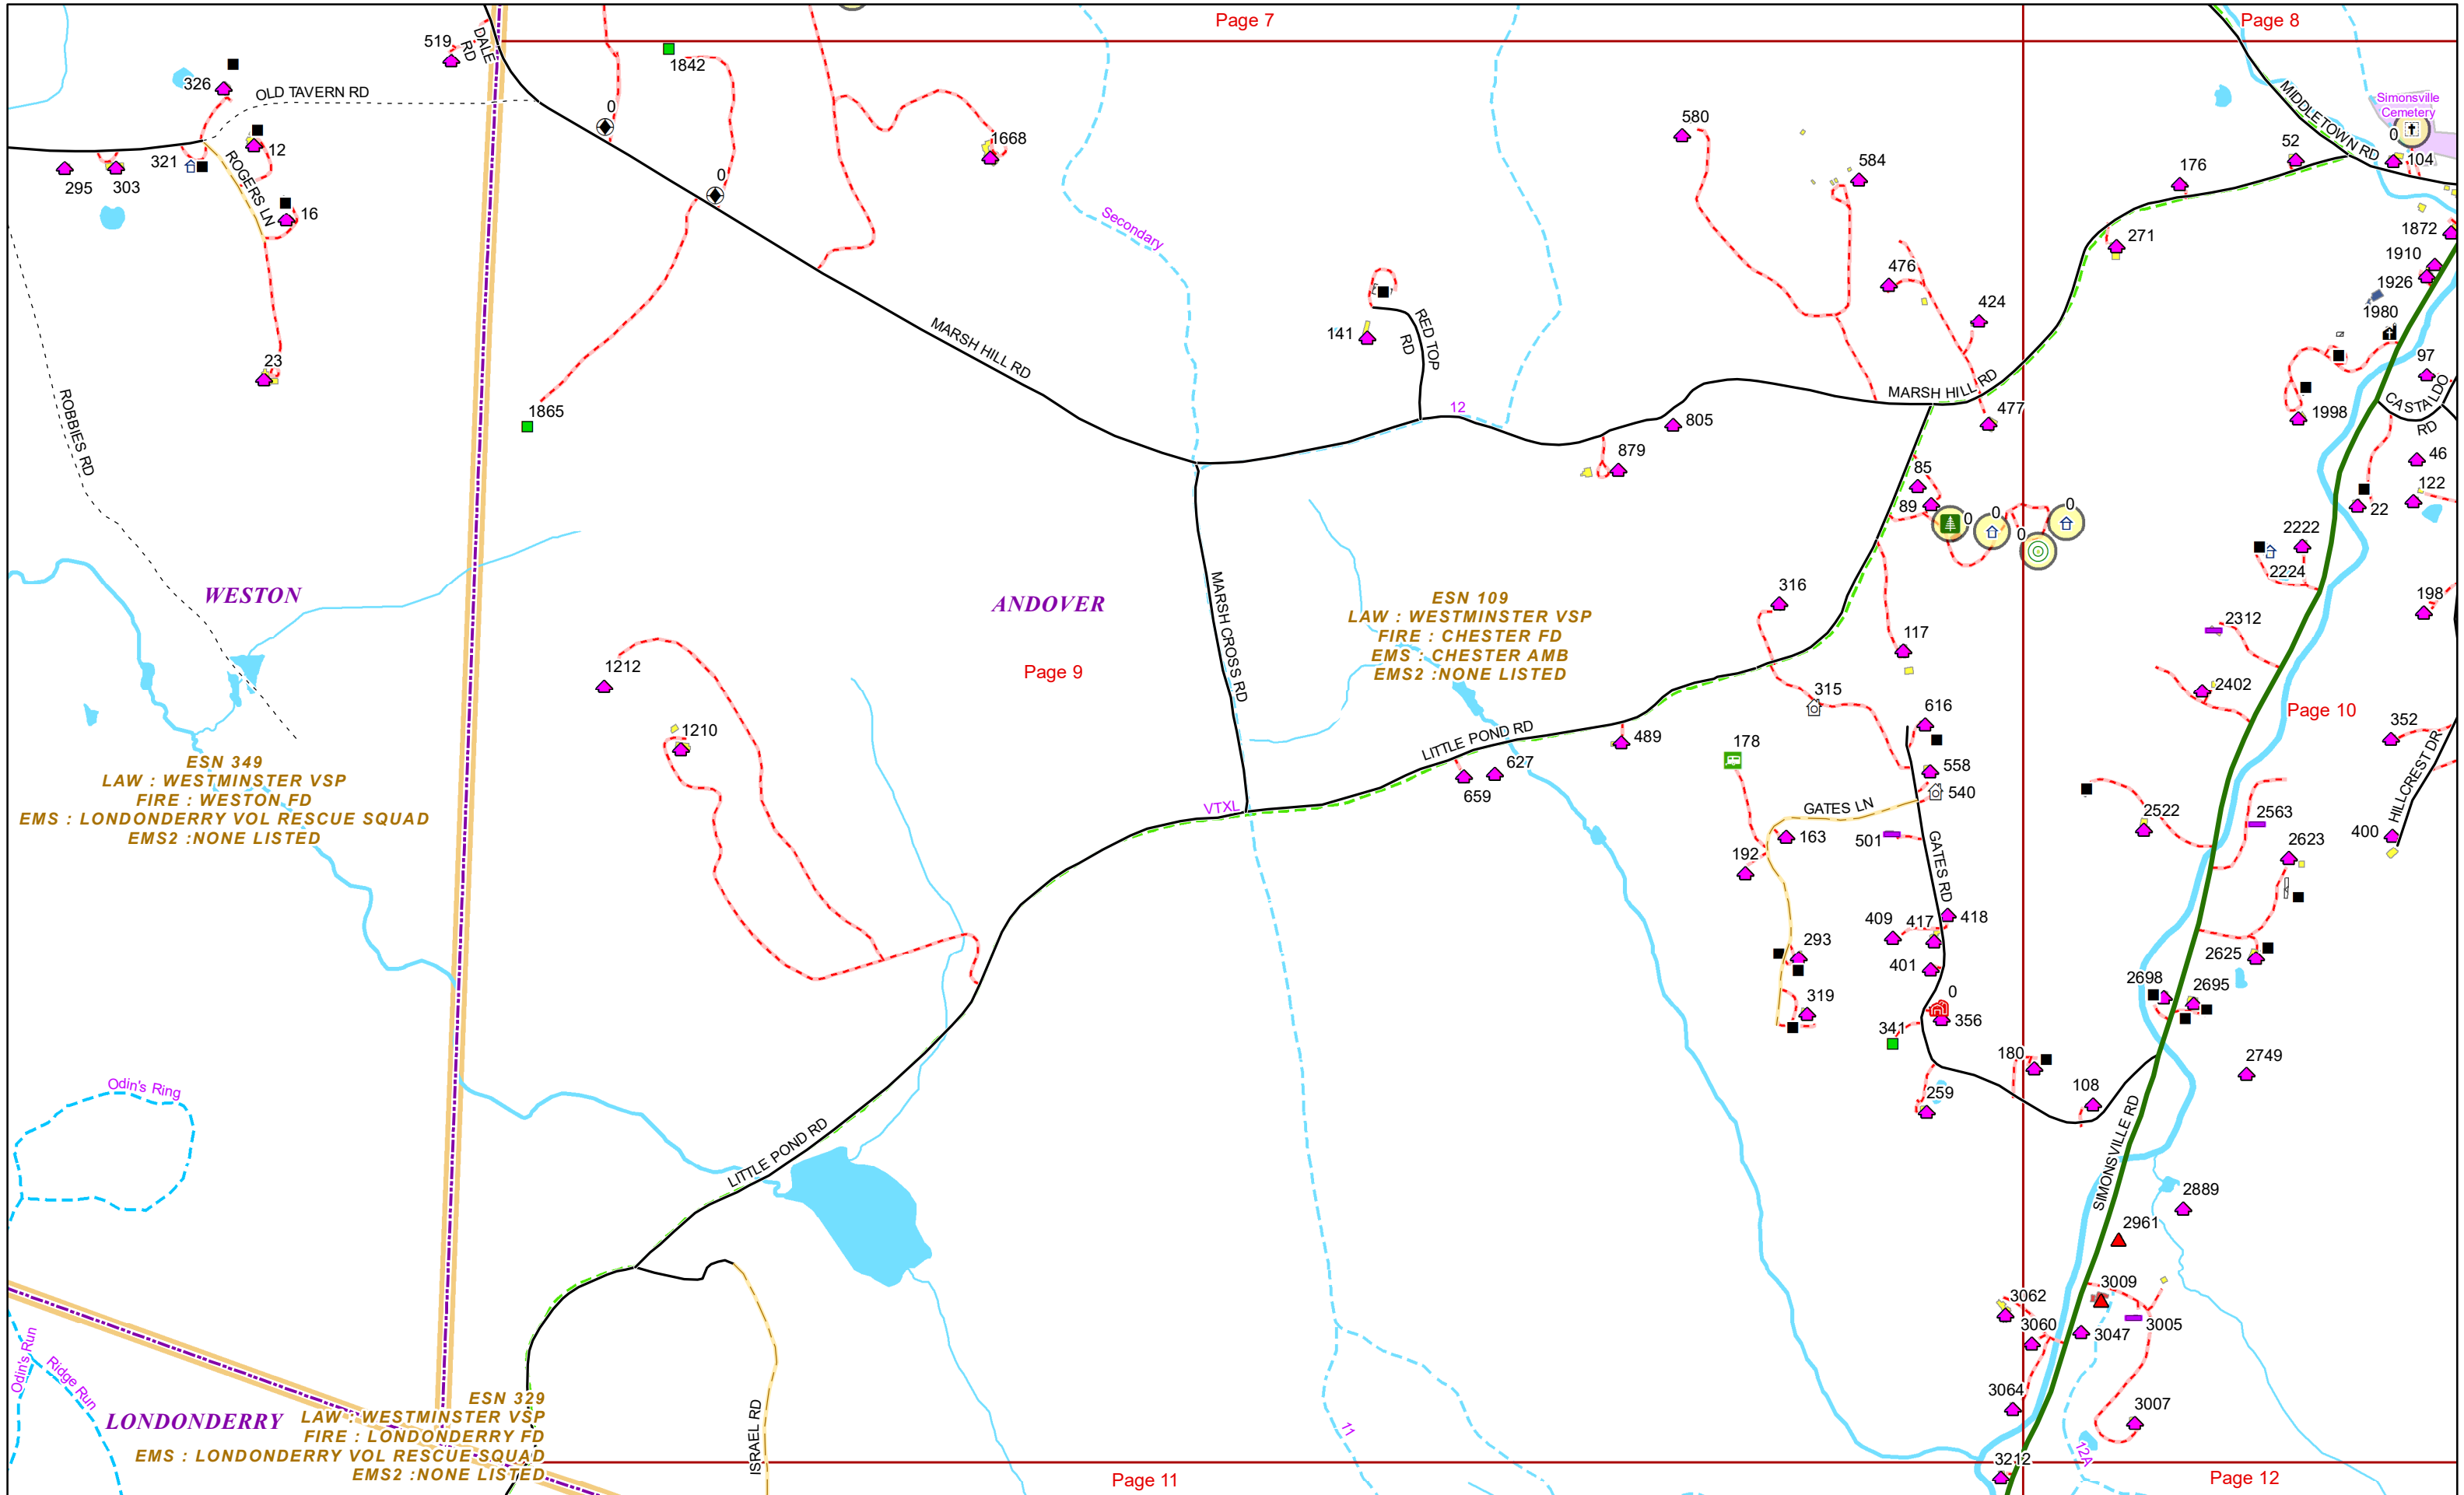 Page 7
Page 8
519
DALE
RD
1842
326
OLD TAVERN RD
0
0
1668
580
584
MIDDLETOWN RD
Simonsville
Cemetery
0
52
104
176
12
321
ROGERS LN
16
295
303
23
Secondary
271
1872
1910
1926
1980
97
476
424
141
RED TOP
RD
MARSH HILL RD
MARSH HILL RD
477
CASTALDO
RD
1998
ROBBIES RD
1865
12
805
879
46
122
22
85
89
0
0
0
0
2222
2224
198
WESTON
ANDOVER
Page 9
ESN 109
LAW : WESTMINSTER VSP
FIRE : CHESTER FD
EMS : CHESTER AMB
EMS2 :NONE LISTED
316
117
2312
MARSH CROSS RD
1212
1210
315
2402
Page 10
616
352
489
LITTLE POND RD
178
627
659
558
540
HILLCREST DR
ESN 349
LAW : WESTMINSTER VSP
FIRE : WESTON FD
EMS : LONDONDERRY VOL RESCUE SQUAD
EMS2 :NONE LISTED
VTXL
GATES LN
163
501
192
GATES RD
2522
2563
2623
400
409
417
418
293
401
2625
319
0
356
341
2698
2695
180
2749
108
259
Odin's Ring
LITTLE POND RD
SIMONSVILLE RD
2889
2961
3009
3062
3060
3047
3005
Odin's Run
Ridge Run
LONDONDERRY
ESN 329
LAW : WESTMINSTER VSP
FIRE : LONDONDERRY FD
EMS : LONDONDERRY VOL RESCUE SQUAD
EMS2 :NONE LISTED
ISRAEL RD
11
3064
3007
12A
3212
Page 11
Page 12